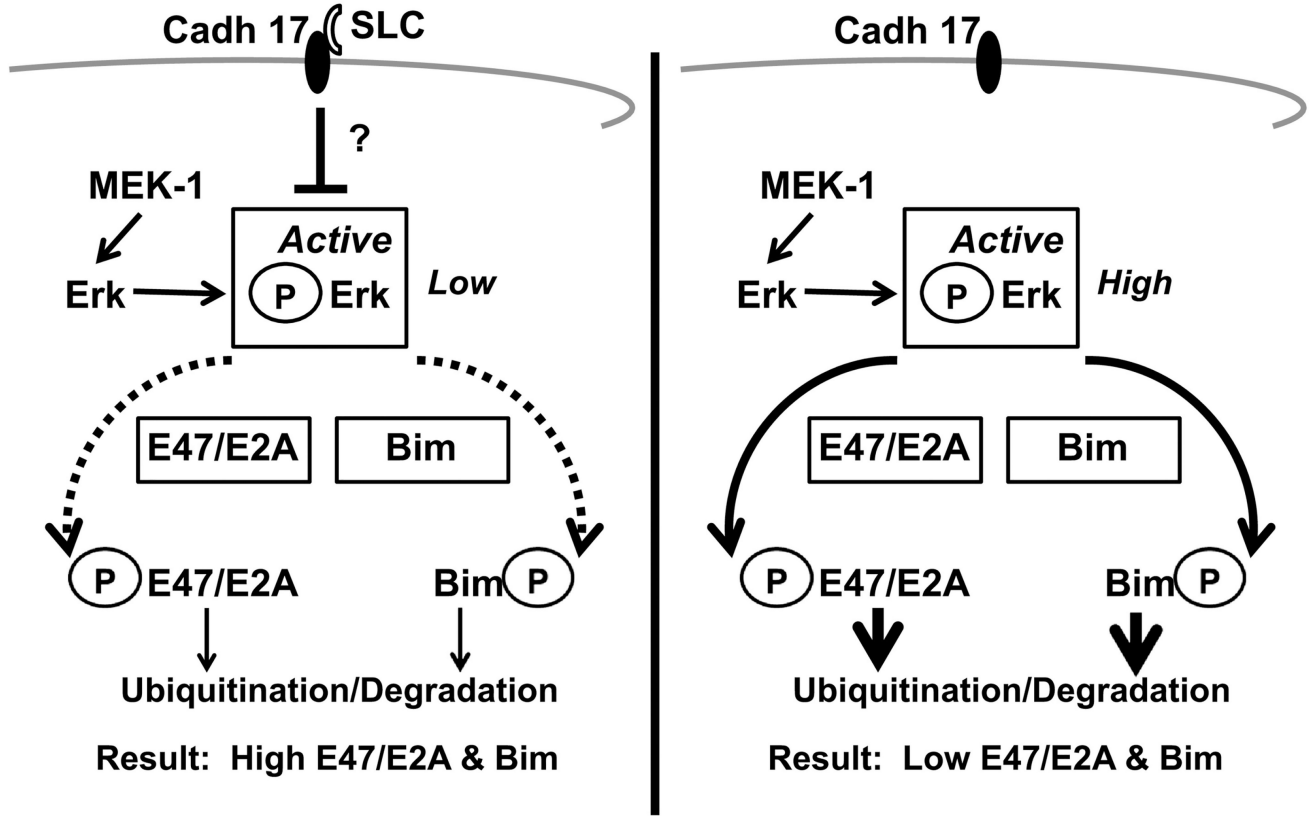 Cadh 17 SLC
?
MEK-1
Active
Erk
P Erk
Low
E47/E2A
Bim
P E47/E2A
Bim P
Ubiquitination/Degradation
Result: High E47/E2A & Bim
Cadh 17
MEK-1
Active
Erk
P Erk
High
E47/E2A
Bim
P E47/E2A
Bim P
Ubiquitination/Degradation
Result: Low E47/E2A & Bim